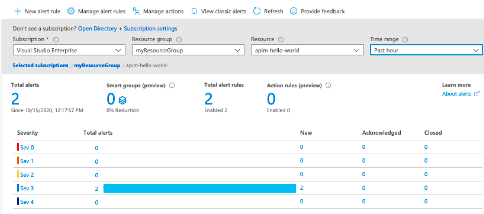 New alert rule Manage alert rules Manage actions View classic alerts Refresh Provide feedback
Don't see a subscription? Open Directory + Subscription settings
Subscription * Resource group Resource Time range
Visual Studio Enterprise myResourceGroup apim-hello-world Past hour
Selected subscriptions myResourceGroup / apim-hello-world
Total alerts Smart groups (preview) Total alert rules Action rules (preview) Learn more
2 0 2 0 About alerts
Since 10/15/2020, 12:17:57 PM 0% Reduction Enabled 2 Enabled 0
Severity Total alerts New Acknowledged Closed
Sev 0 0 0 0 0
Sev 1 0 0 0 0
Sev 2 0 0 0 0
Sev 3 2 2 0 0
Sev 4 0 0 0 0